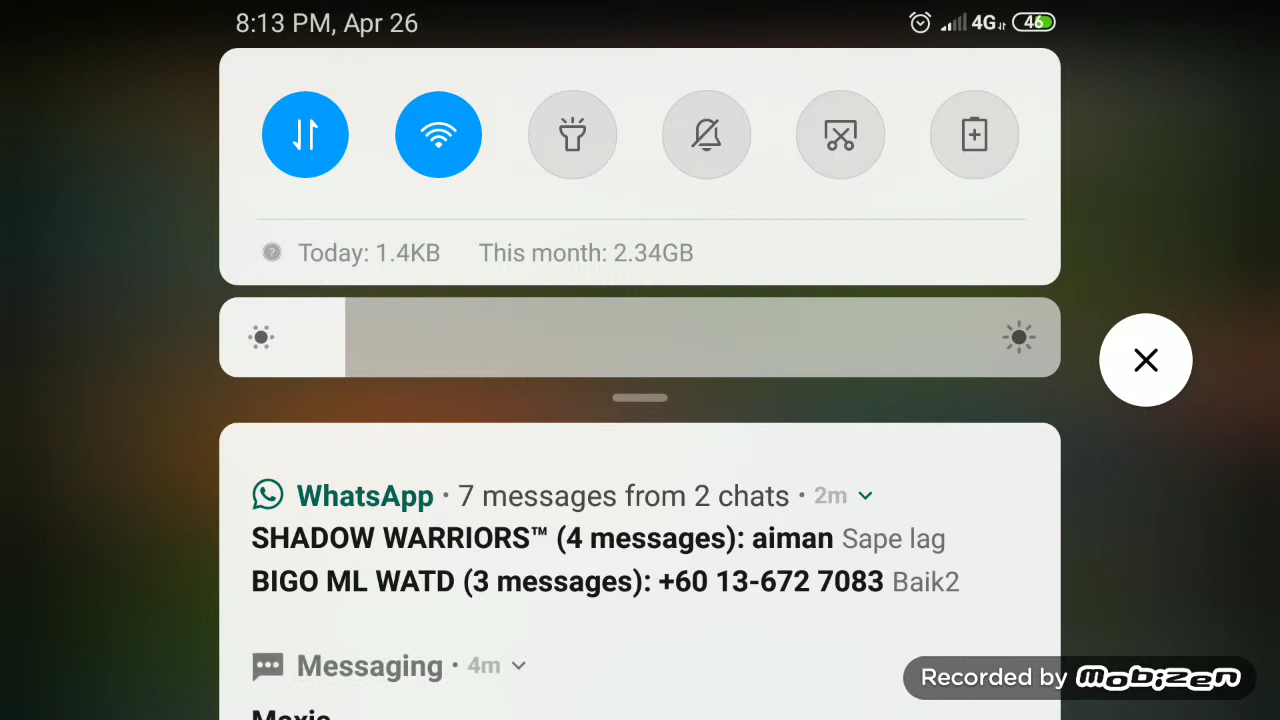 8:13 PM, Apr 26
4G 46
Today: 1.4KB This month: 2.34GB
WhatsApp · 7 messages from 2 chats · 2m
SHADOW WARRIORS™ (4 messages): aiman Sape lag
BIGO ML WATD (3 messages): +60 13-672 7083 Baik2
Messaging · 4m
Maxis
Recorded by mobizen